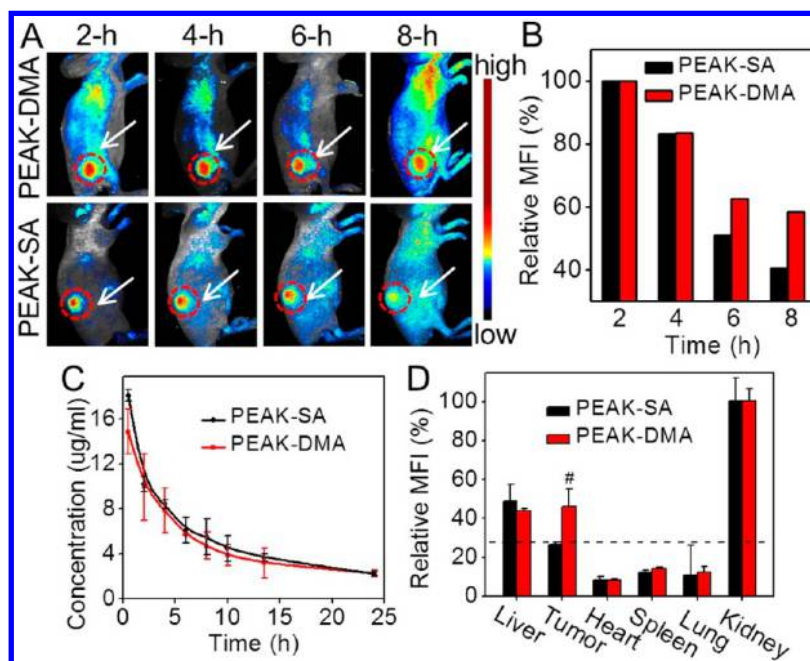 A
2-h 4-h 6-h 8-h
PEAK-DMA
PEAK-SA
high
low
B
PEAK-SA
PEAK-DMA
Relative MFI (%)
100
80
60
40
2 4 6 8
Time (h)
C
PEAK-SA
PEAK-DMA
Concentration (ug/ml)
16
12
8
4
0
0 5 10 15 20 25
Time (h)
D
PEAK-SA
PEAK-DMA
#
Relative MFI (%)
100
80
60
40
20
0
Liver Tumor Heart Spleen Lung Kidney